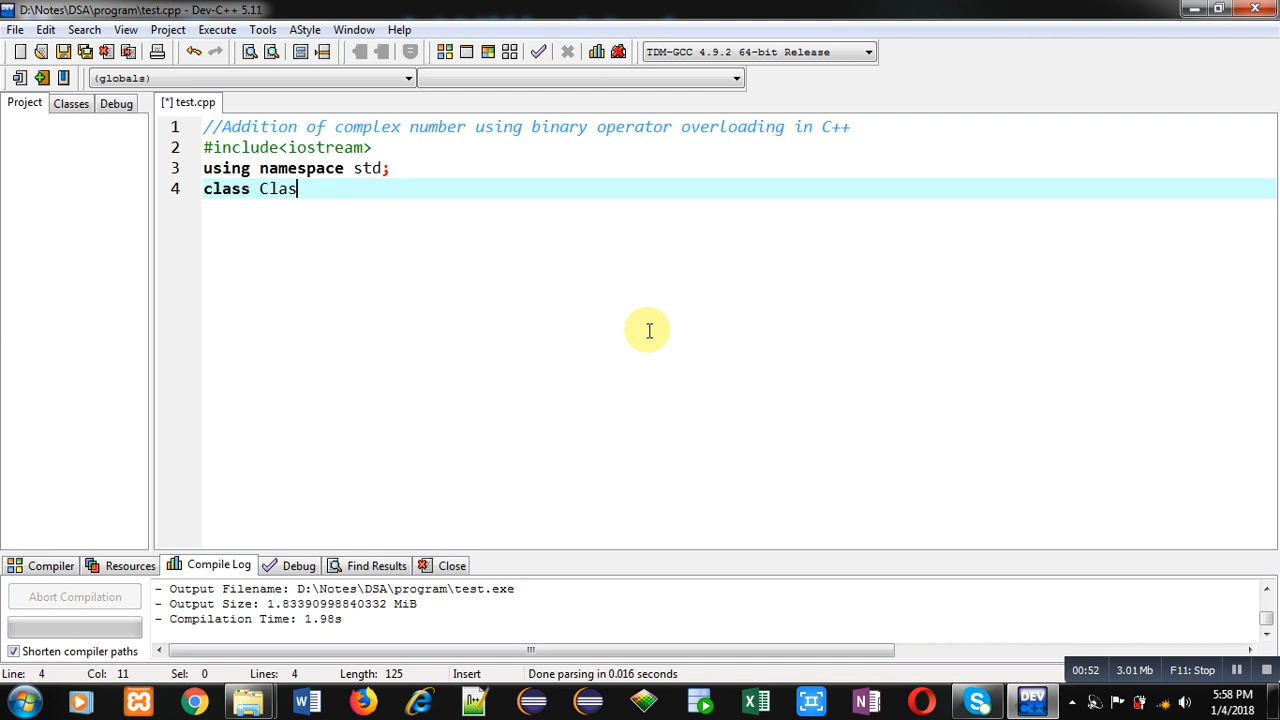 D:\Notes\DSA\program\test.cpp - Dev-C++ 5.11
File Edit Search View Project Execute Tools AStyle Window Help
TDM-GCC 4.9.2 64-bit Release
(globals)
Project Classes Debug
[*] test.cpp
1 //Addition of complex number using binary operator overloading in C++
2 #include<iostream>
3 using namespace std;
4 class Clas
Compiler Resources Compile Log Debug Find Results Close
Abort Compilation
- Output Filename: D:\Notes\DSA\program\test.exe
- Output Size: 1.83390998840332 MiB
- Compilation Time: 1.98s
Shorten compiler paths
Line: 4 Col: 11 Sel: 0 Lines: 4 Length: 125 Insert Done parsing in 0.016 seconds
00:52 3.01 Mb F11: Stop
DEV
5:58 PM
1/4/2018